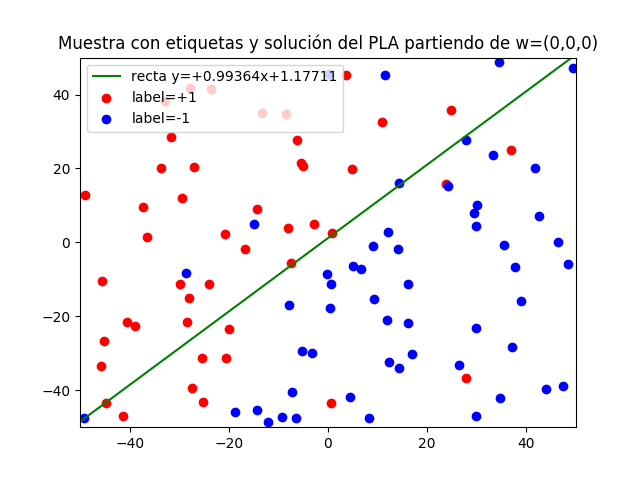 Muestra con etiquetas y solución del PLA partiendo de w=(0,0,0)
recta y=+0.99364x+1.17711
label=+1
label=-1
40
20
0
−20
−40
−40
−20
0
20
40